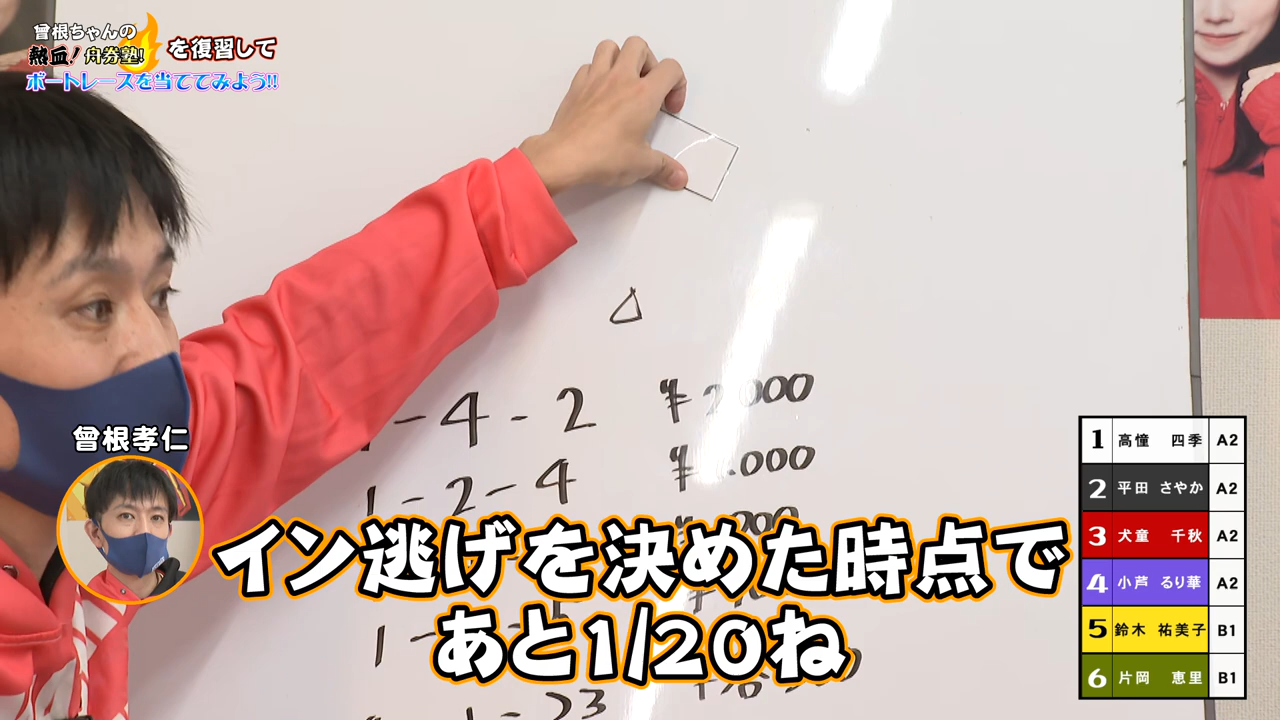 曾根ちゃんの
熱血!舟券塾!!を復習して
ボートレースを当ててみよう!!
1-4-2 ¥2,000
1-2-4
曾根孝仁
イン逃げを決めた時点で
あと1/20ね
1 高憧 四季 A2
2 平田 さやか A2
3 犬童 千秋 A2
4 小芦 るり華 A2
5 鈴木 祐美子 B1
6 片岡 恵里 B1